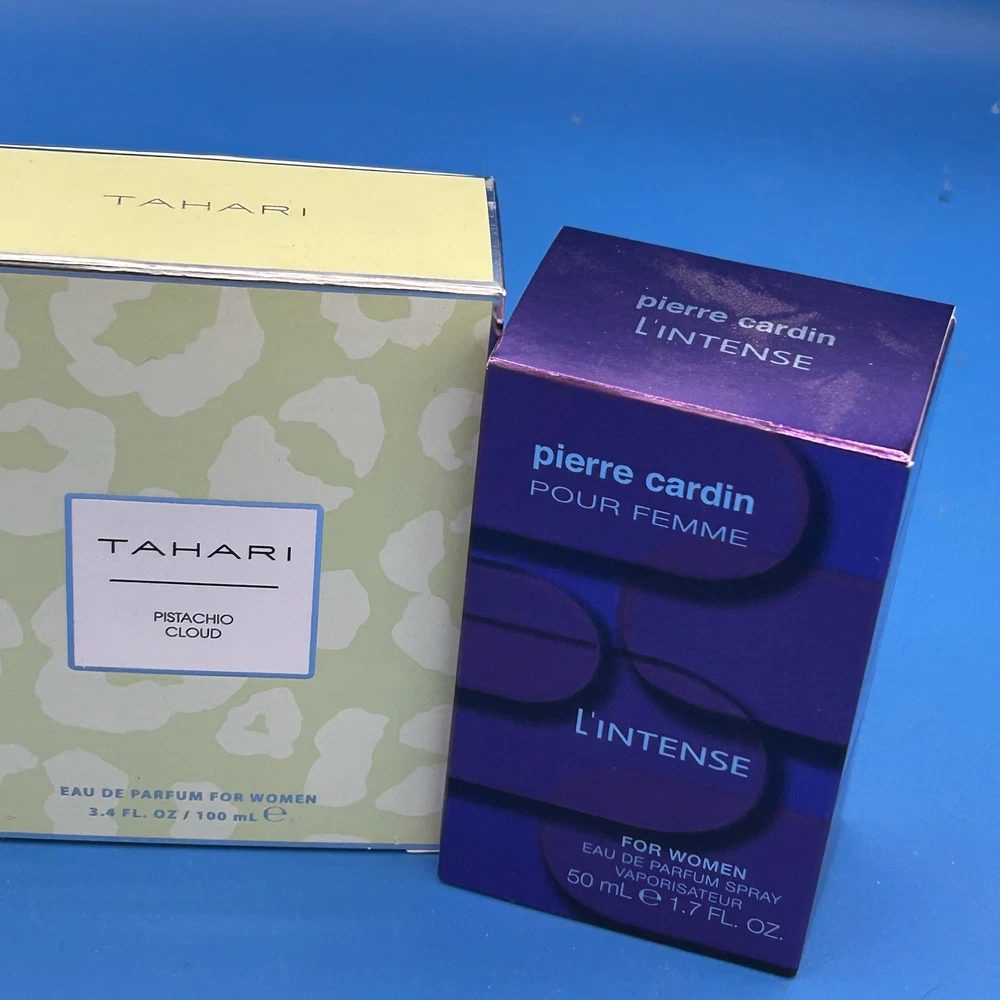 TAHARI
TAHARI
PISTACHIO
CLOUD
EAU DE PARFUM FOR WOMEN
3.4 FL. OZ / 100 mL ℮
pierre cardin
L'INTENSE
pierre cardin
POUR FEMME
L'INTENSE
FOR WOMEN
EAU DE PARFUM SPRAY
VAPORISATEUR
50 mL ℮ 1.7 FL. OZ.